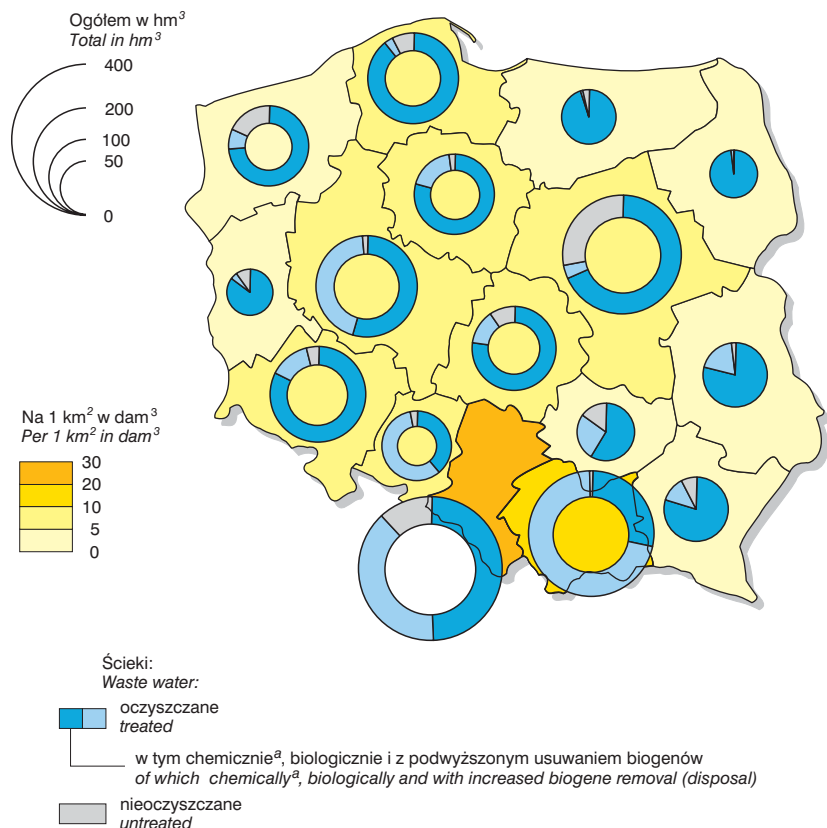 Ogółem w hm³
Total in hm³
400
200
100
50
0
Na 1 km² w dam³
Per 1 km² in dam³
30
20
10
5
0
Ścieki:
Waste water:
oczyszczane
treated
w tym chemicznieᵃ, biologicznie i z podwyższonym usuwaniem biogenów
of which chemicallyᵃ, biologically and with increased biogene removal (disposal)
nieoczyszczane
untreated